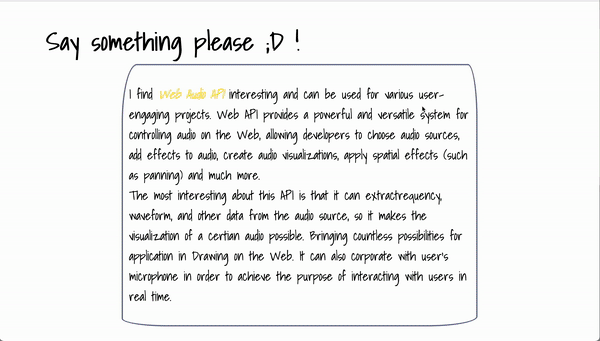 Say something please ;D !
I find Web Audio API interesting and can be used for various user-
engaging projects. Web API provides a powerful and versatile system for
controlling audio on the Web, allowing developers to choose audio sources,
add effects to audio, create audio visualizations, apply spatial effects (such
as panning) and much more.
The most interesting about this API is that it can extractrequency,
waveform, and other data from the audio source, so it makes the
visualization of a certian audio possible. Bringing countless possibilities for
application in Drawing on the Web. It can also corporate with user's
microphone in order to achieve the purpose of interacting with users in
real time.